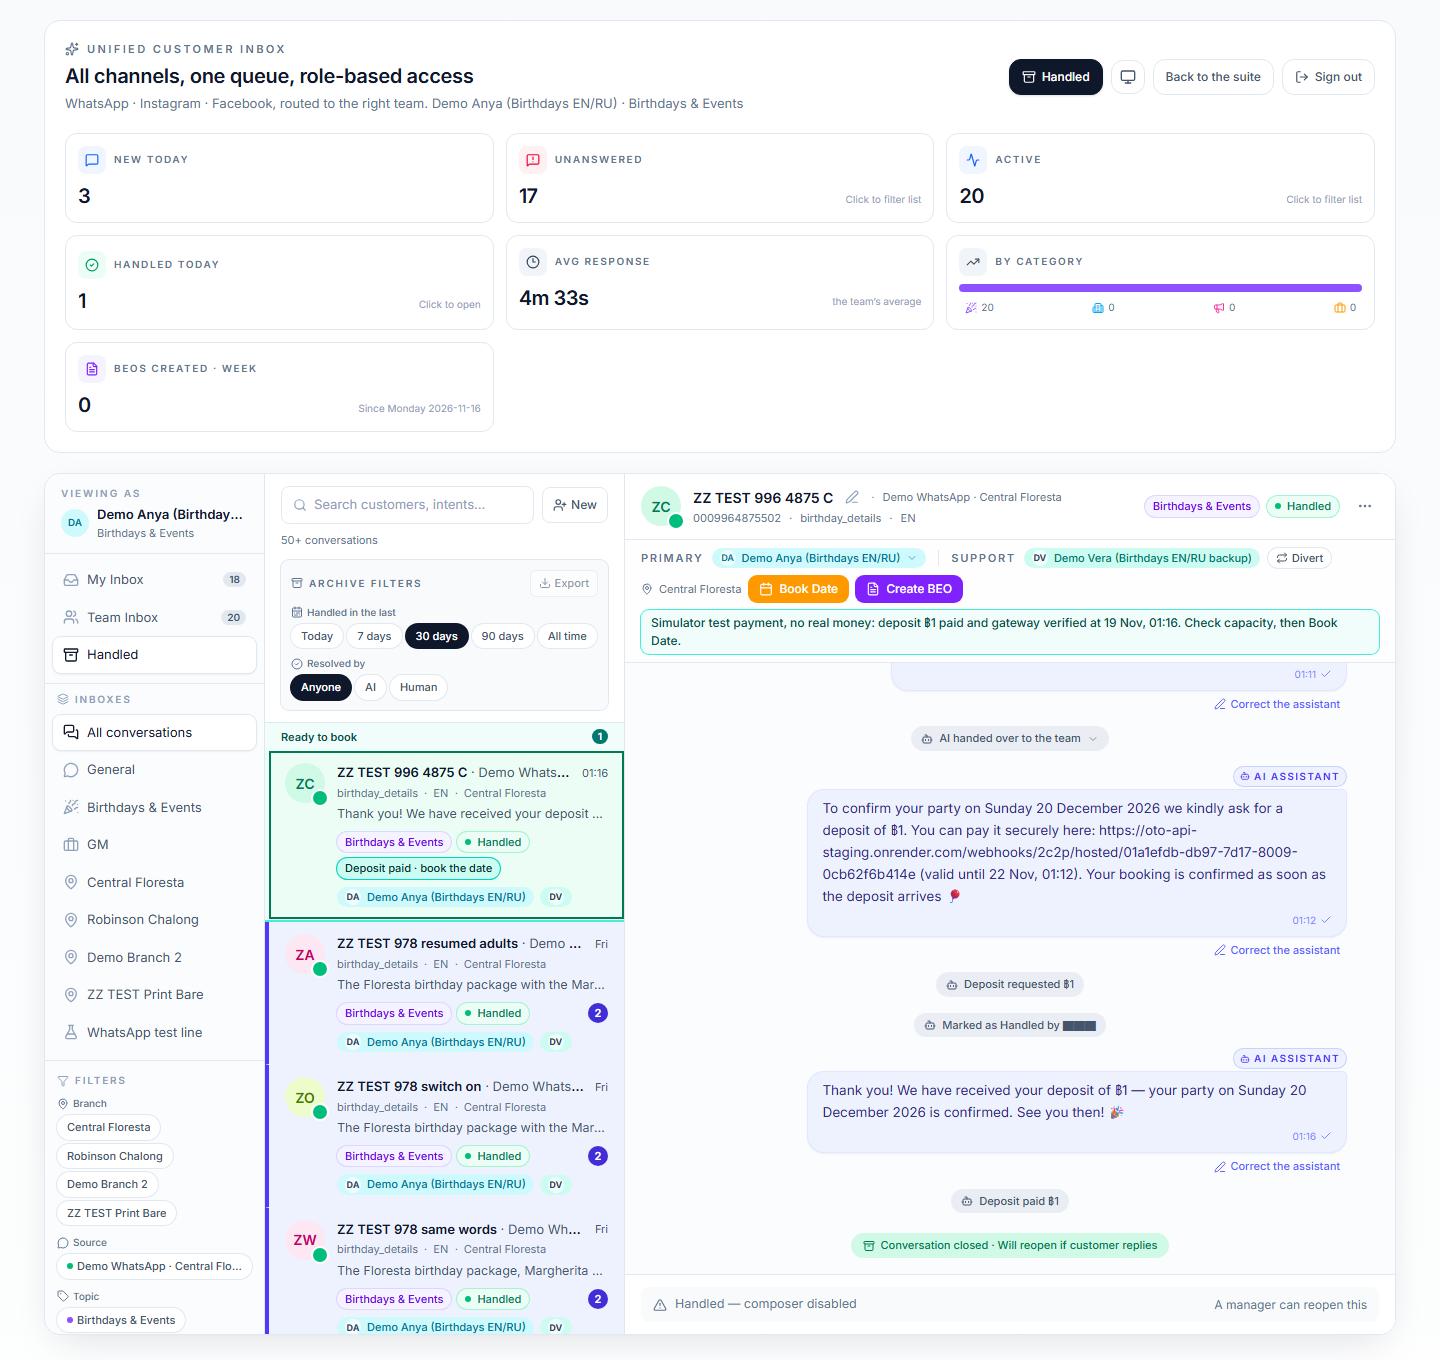 UNIFIED CUSTOMER INBOX
All channels, one queue, role-based access
WhatsApp · Instagram · Facebook, routed to the right team. Demo Anya (Birthdays EN/RU) · Birthdays & Events
Handled
Back to the suite
Sign out
NEW TODAY
3
UNANSWERED
17
Click to filter list
ACTIVE
20
Click to filter list
HANDLED TODAY
1
Click to open
AVG RESPONSE
4m 33s
the team's average
BY CATEGORY
20
0
0
0
BEOS CREATED · WEEK
0
Since Monday 2026-11-16
VIEWING AS
DA
Demo Anya (Birthday...
Birthdays & Events
My Inbox
18
Team Inbox
20
Handled
INBOXES
All conversations
General
Birthdays & Events
GM
Central Floresta
Robinson Chalong
Demo Branch 2
ZZ TEST Print Bare
WhatsApp test line
FILTERS
Branch
Central Floresta
Robinson Chalong
Demo Branch 2
ZZ TEST Print Bare
Source
Demo WhatsApp · Central Flo...
Topic
Birthdays & Events
Search customers, intents...
New
50+ conversations
ARCHIVE FILTERS
Export
Handled in the last
Today
7 days
30 days
90 days
All time
Resolved by
Anyone
AI
Human
Ready to book
1
ZC
ZZ TEST 996 4875 C · Demo Whats...
01:16
birthday_details · EN · Central Floresta
Thank you! We have received your deposit ...
Birthdays & Events
Handled
Deposit paid · book the date
DA Demo Anya (Birthdays EN/RU)
DV
ZA
ZZ TEST 978 resumed adults · Demo ...
Fri
birthday_details · EN · Central Floresta
The Floresta birthday package with the Mar...
Birthdays & Events
Handled
2
DA Demo Anya (Birthdays EN/RU)
DV
ZO
ZZ TEST 978 switch on · Demo Whats...
Fri
birthday_details · EN · Central Floresta
The Floresta birthday package with the Mar...
Birthdays & Events
Handled
2
DA Demo Anya (Birthdays EN/RU)
DV
ZW
ZZ TEST 978 same words · Demo Wh...
Fri
birthday_details · EN · Central Floresta
The Floresta birthday package, Margherita ...
Birthdays & Events
Handled
2
DA Demo Anya (Birthdays EN/RU)
DV
ZC
ZZ TEST 996 4875 C
· Demo WhatsApp · Central Floresta
0009964875502 · birthday_details · EN
Birthdays & Events
Handled
PRIMARY
DA Demo Anya (Birthdays EN/RU)
SUPPORT
DV Demo Vera (Birthdays EN/RU backup)
Divert
Central Floresta
Book Date
Create BEO
Simulator test payment, no real money: deposit ฿1 paid and gateway verified at 19 Nov, 01:16. Check capacity, then Book
Date.
01:11
Correct the assistant
AI handed over to the team
AI ASSISTANT
To confirm your party on Sunday 20 December 2026 we kindly ask for a
deposit of ฿1. You can pay it securely here: https://oto-api-
staging.onrender.com/webhooks/2c2p/hosted/01a1efdb-db97-7d17-8009-
0cb62f6b414e (valid until 22 Nov, 01:12). Your booking is confirmed as soon as
the deposit arrives
01:12
Correct the assistant
Deposit requested ฿1
Marked as Handled by
AI ASSISTANT
Thank you! We have received your deposit of ฿1 — your party on Sunday 20
December 2026 is confirmed. See you then!
01:16
Correct the assistant
Deposit paid ฿1
Conversation closed · Will reopen if customer replies
Handled — composer disabled
A manager can reopen this